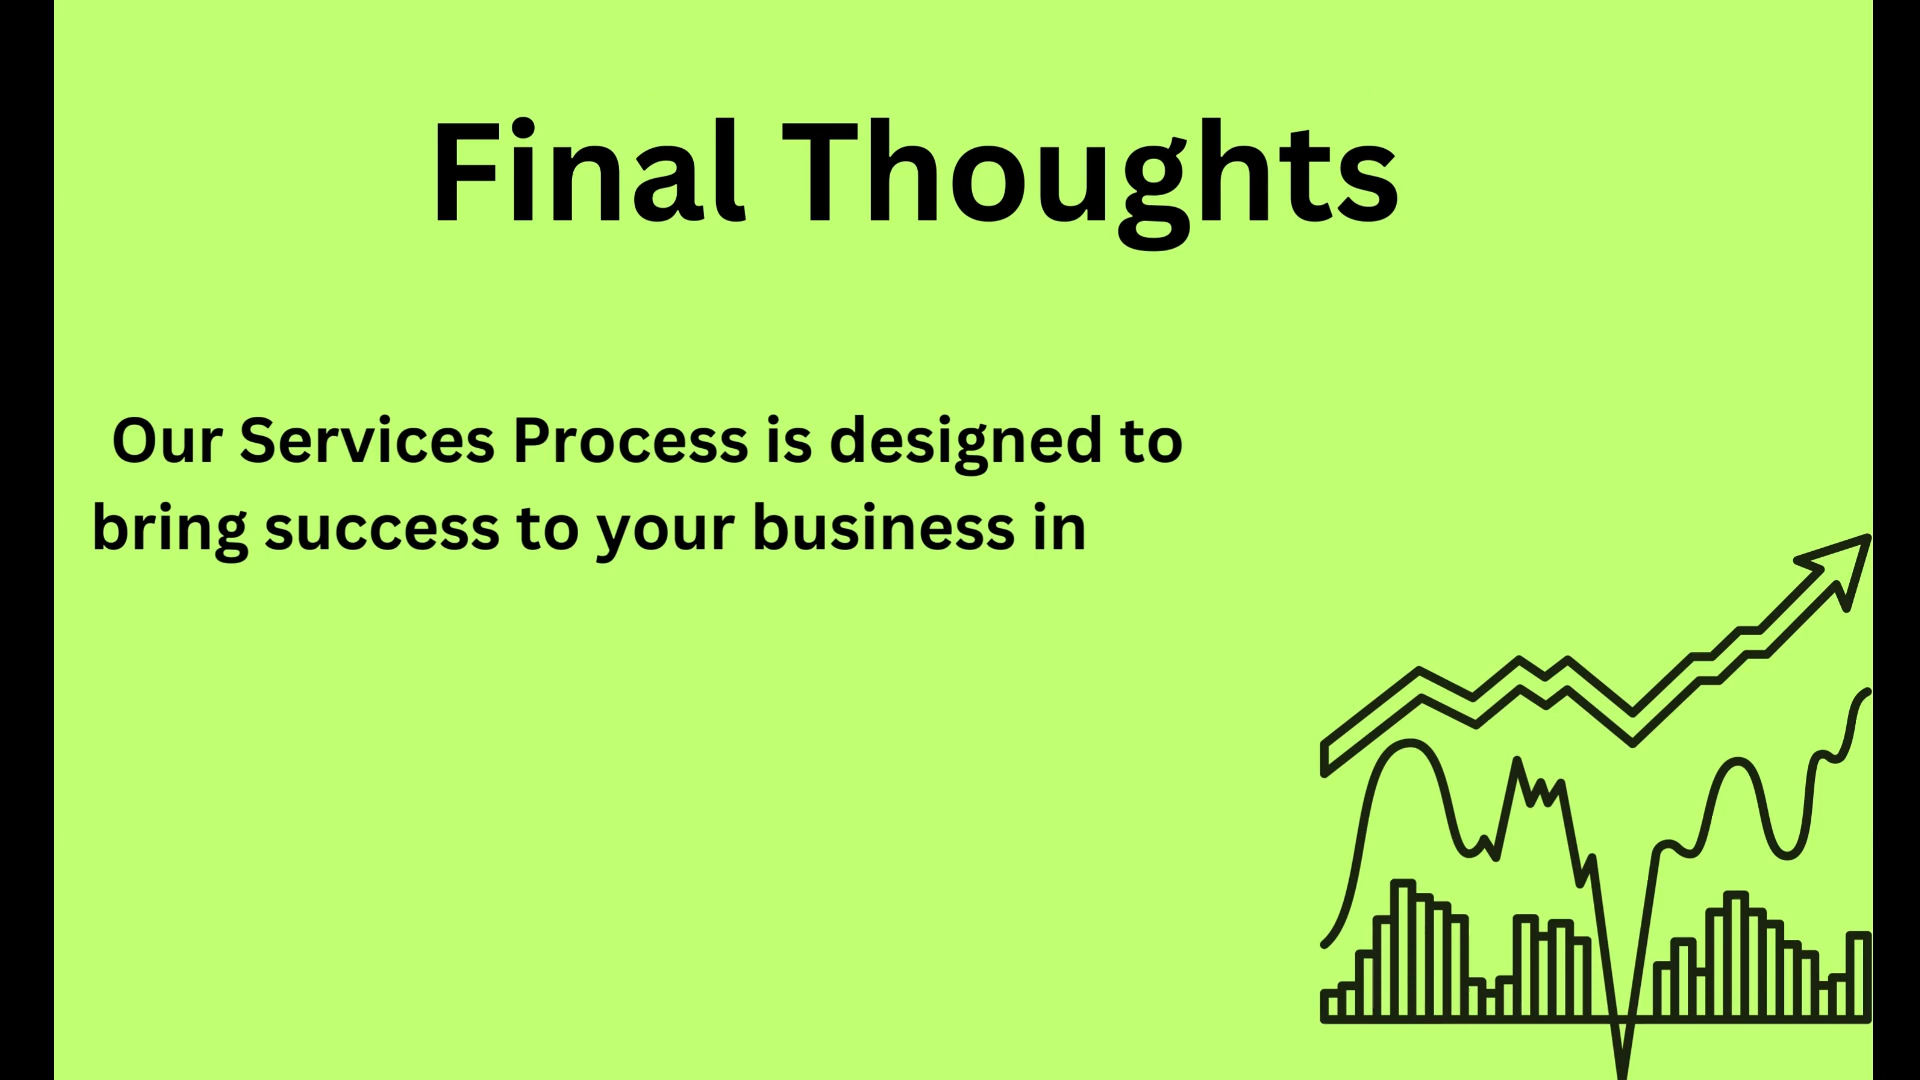 Final Thoughts
Our Services Process is designed to
bring success to your business in